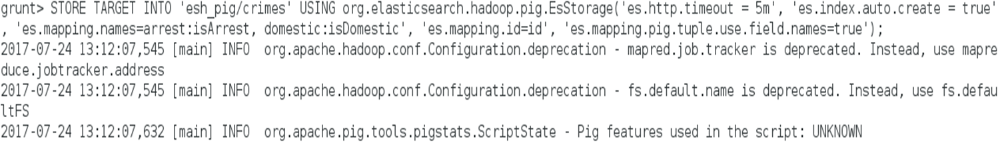 grunt> STORE TARGET INTO 'esh_pig/crimes' USING org.elasticsearch.hadoop.pig.EsStorage('es.http.timeout = 5m', 'es.index.auto.create = true'
, 'es.mapping.names=arrest:isArrest, domestic:isDomestic', 'es.mapping.id=id', 'es.mapping.pig.tuple.use.field.names=true');
2017-07-24 13:12:07,545 [main] INFO  org.apache.hadoop.conf.Configuration.deprecation - mapred.job.tracker is deprecated. Instead, use mapre
duce.jobtracker.address
2017-07-24 13:12:07,545 [main] INFO  org.apache.hadoop.conf.Configuration.deprecation - fs.default.name is deprecated. Instead, use fs.defau
ltFS
2017-07-24 13:12:07,632 [main] INFO  org.apache.pig.tools.pigstats.ScriptState - Pig features used in the script: UNKNOWN